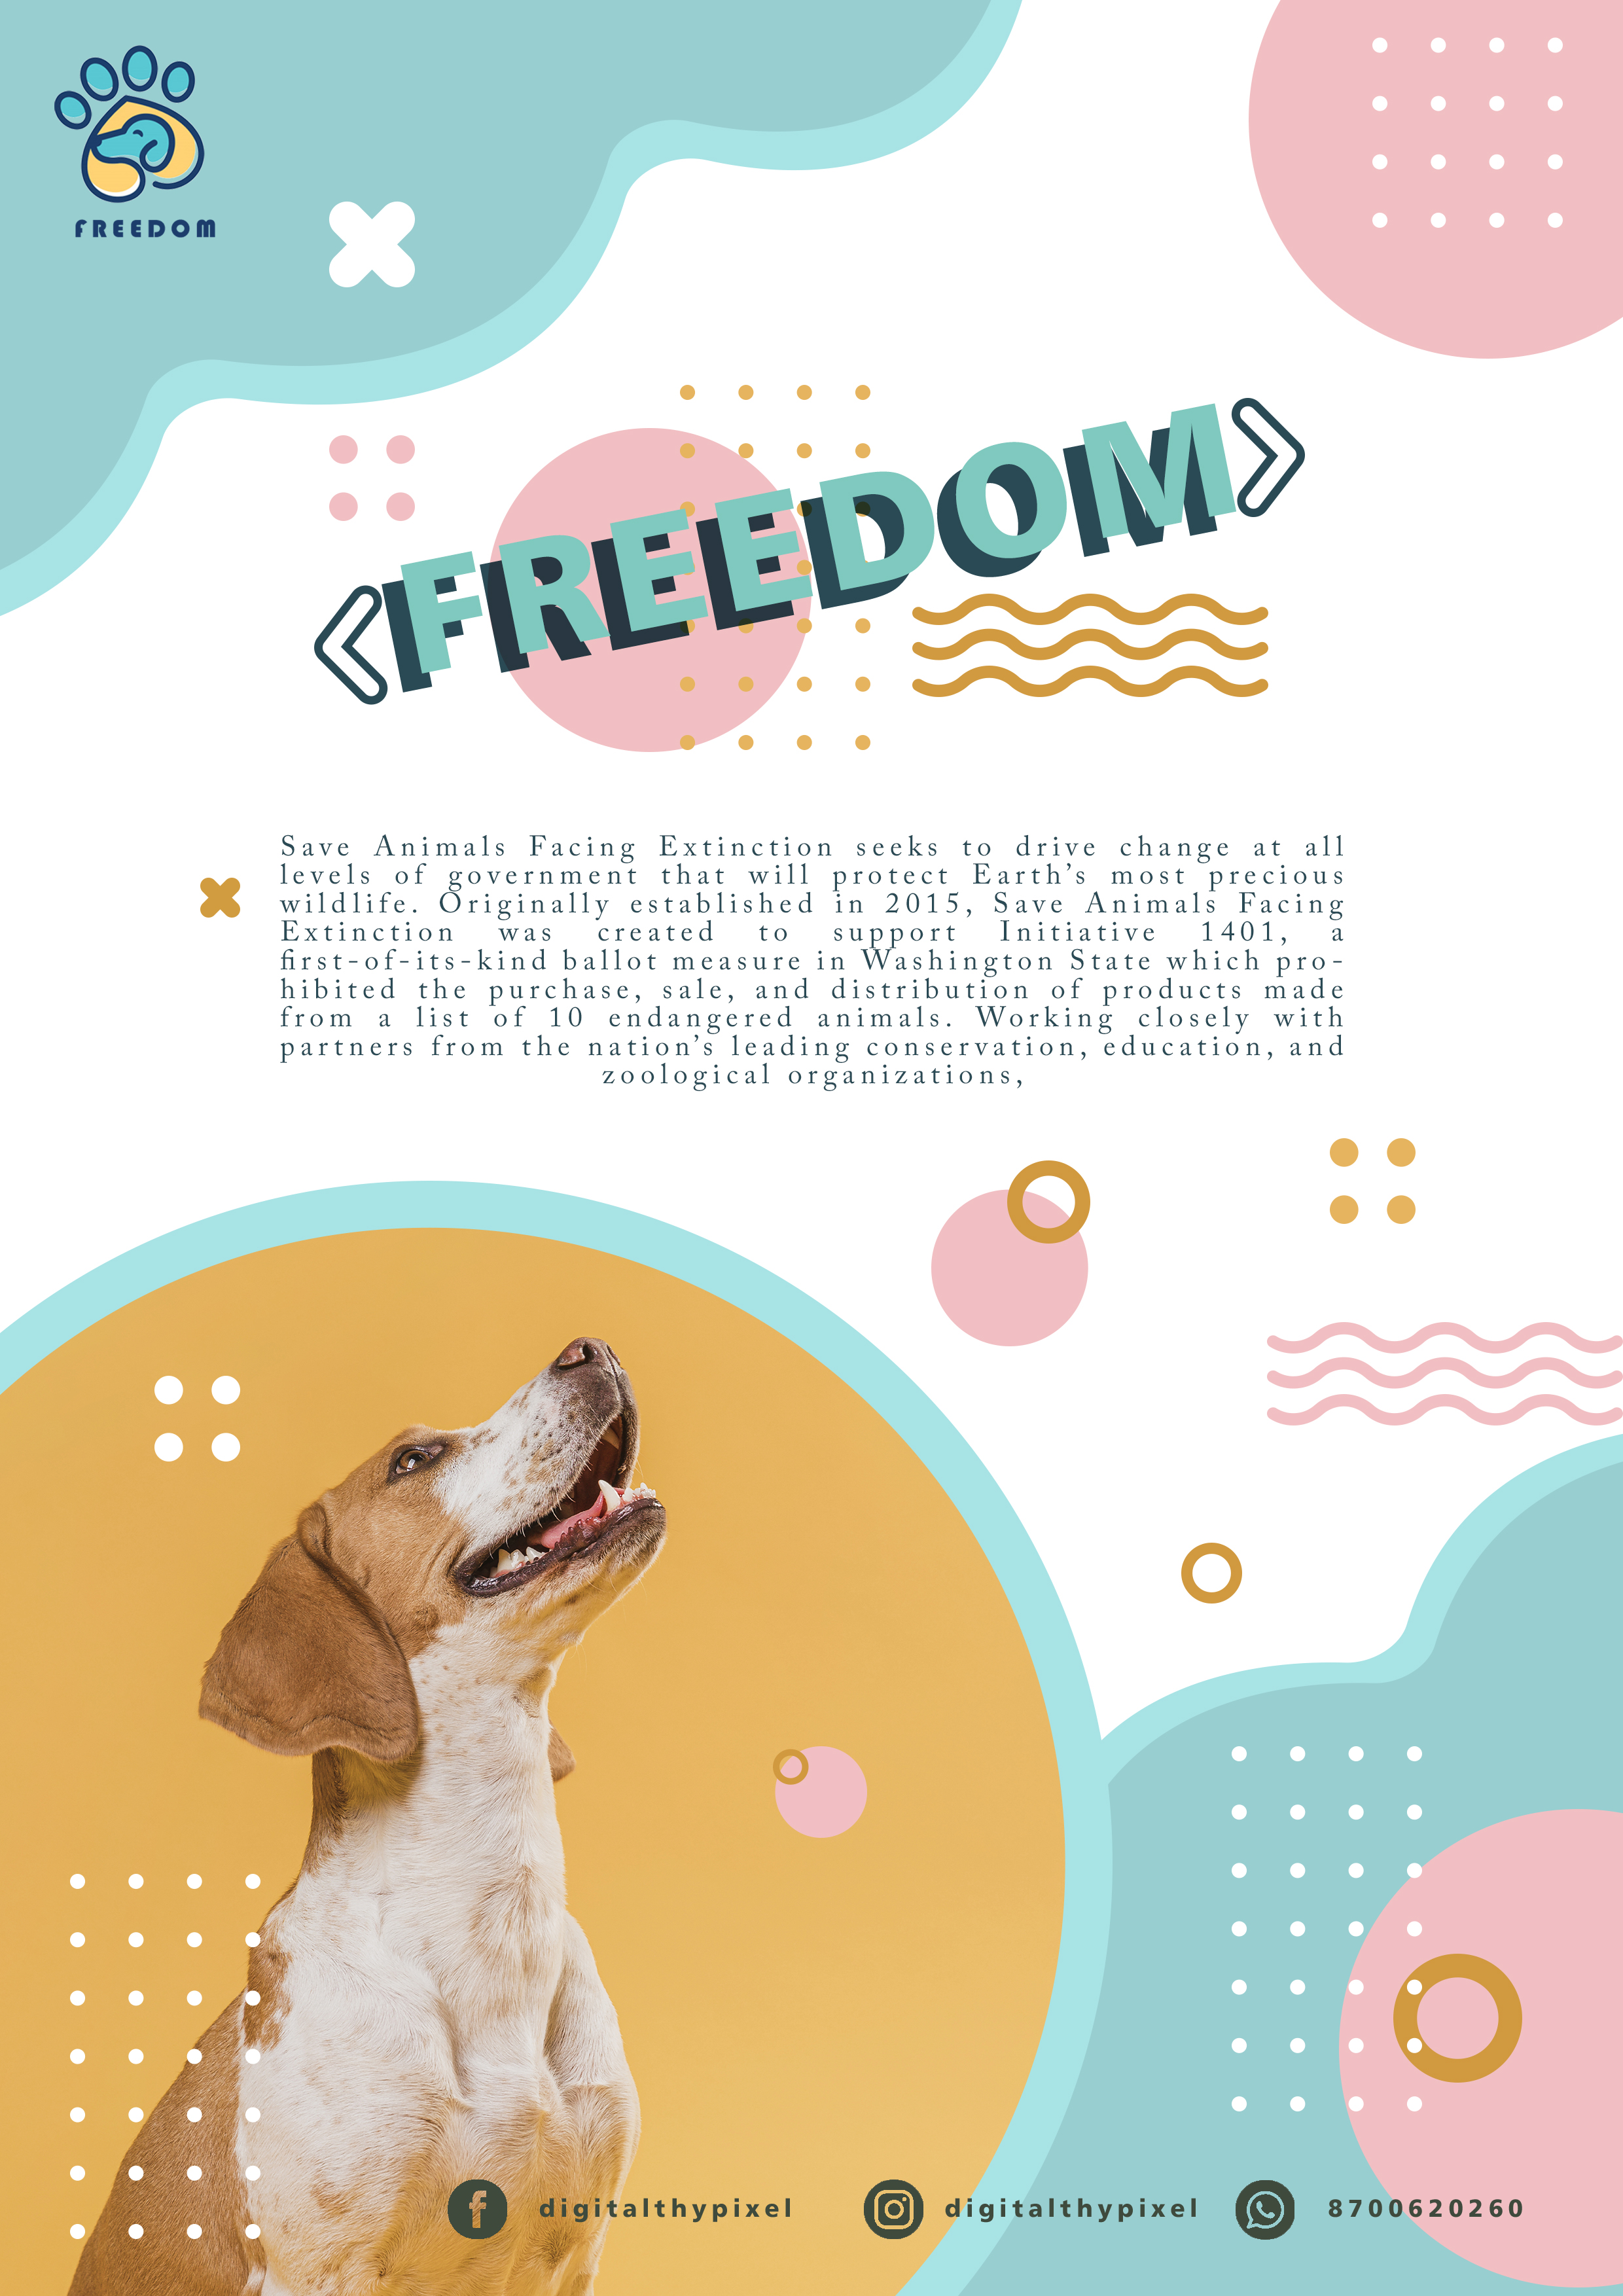 FREEDOM
FREEDOM
Save Animals Facing Extinction seeks to drive change at all
levels of government that will protect Earth’s most precious
wildlife. Originally established in 2015, Save Animals Facing
Extinction was created to support Initiative 1401, a
first-of-its-kind ballot measure in Washington State which pro-
hibited the purchase, sale, and distribution of products made
from a list of 10 endangered animals. Working closely with
partners from the nation’s leading conservation, education, and
zoological organizations,
digitalthypixel digitalthypixel 8700620260